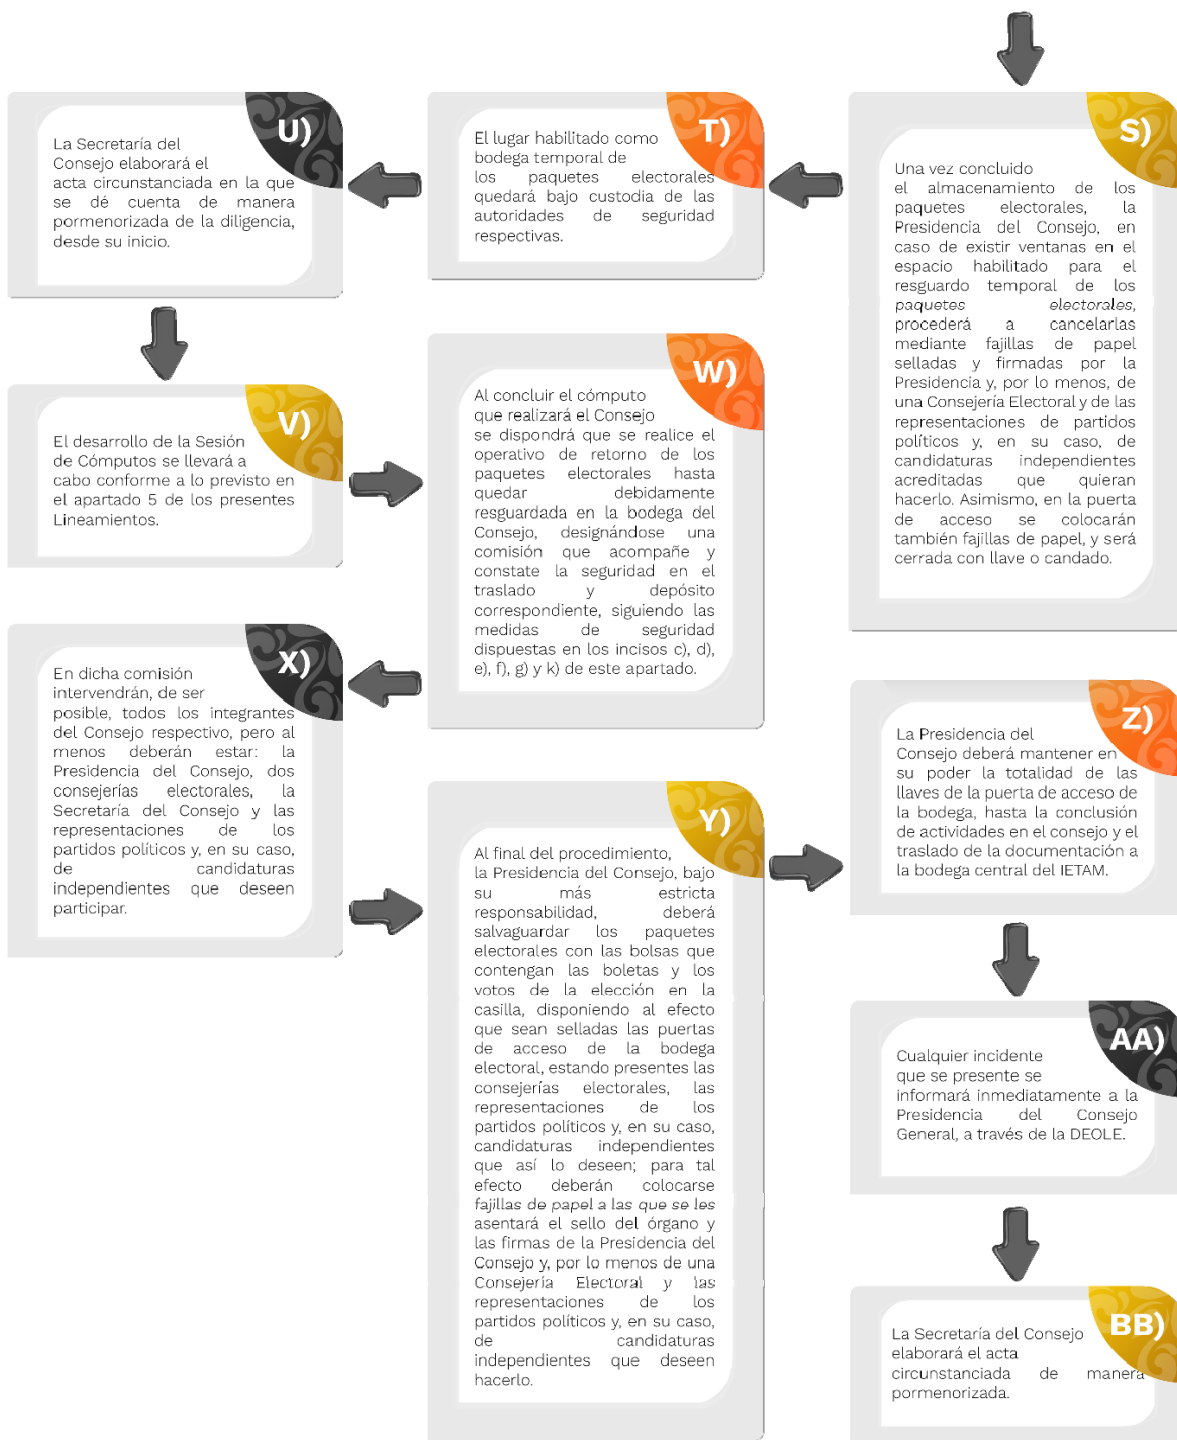 S)
Una vez concluido
el almacenamiento de los
paquetes electorales, la
Presidencia del Consejo, en
caso de existir ventanas en el
espacio habilitado para el
resguardo temporal de los
paquetes electorales,
procederá a cancelarlas
mediante fajillas de papel
selladas y firmadas por la
Presidencia y, por lo menos, de
una Consejería Electoral y de las
representaciones de partidos
políticos y, en su caso, de
candidaturas independientes
acreditadas que quieran
hacerlo. Asimismo, en la puerta
de acceso se colocarán
también fajillas de papel, y será
cerrada con llave o candado.
T)
El lugar habilitado como
bodega temporal de
los paquetes electorales
quedará bajo custodia de las
autoridades de seguridad
respectivas.
U)
La Secretaría del
Consejo elaborará el
acta circunstanciada en la que
se dé cuenta de manera
pormenorizada de la diligencia,
desde su inicio.
V)
El desarrollo de la Sesión
de Cómputos se llevará a
cabo conforme a lo previsto en
el apartado 5 de los presentes
Lineamientos.
W)
Al concluir el cómputo
que realizará el Consejo
se dispondrá que se realice el
operativo de retorno de los
paquetes electorales hasta
quedar debidamente
resguardada en la bodega del
Consejo, designándose una
comisión que acompañe y
constate la seguridad en el
traslado y depósito
correspondiente, siguiendo las
medidas de seguridad
dispuestas en los incisos c), d),
e), f), g) y k) de este apartado.
X)
En dicha comisión
intervendrán, de ser
posible, todos los integrantes
del Consejo respectivo, pero al
menos deberán estar: la
Presidencia del Consejo, dos
consejerías electorales, la
Secretaría del Consejo y las
representaciones de los
partidos políticos y, en su caso,
de candidaturas
independientes que deseen
participar.
Y)
Al final del procedimiento,
la Presidencia del Consejo, bajo
su más estricta
responsabilidad, deberá
salvaguardar los paquetes
electorales con las bolsas que
contengan las boletas y los
votos de la elección en la
casilla, disponiendo al efecto
que sean selladas las puertas
de acceso de la bodega
electoral, estando presentes las
consejerías electorales, las
representaciones de los
partidos políticos y, en su caso,
candidaturas independientes
que así lo deseen; para tal
efecto deberán colocarse
fajillas de papel a las que se les
asentará el sello del órgano y
las firmas de la Presidencia del
Consejo y, por lo menos de una
Consejería Electoral y las
representaciones de los
partidos políticos y, en su caso,
de candidaturas
independientes que deseen
hacerlo.
Z)
La Presidencia del
Consejo deberá mantener en
su poder la totalidad de las
llaves de la puerta de acceso de
la bodega, hasta la conclusión
de actividades en el consejo y el
traslado de la documentación a
la bodega central del IETAM.
AA)
Cualquier incidente
que se presente se
informará inmediatamente a la
Presidencia del Consejo
General, a través de la DEOLE.
BB)
La Secretaría del Consejo
elaborará el acta
circunstanciada de manera
pormenorizada.